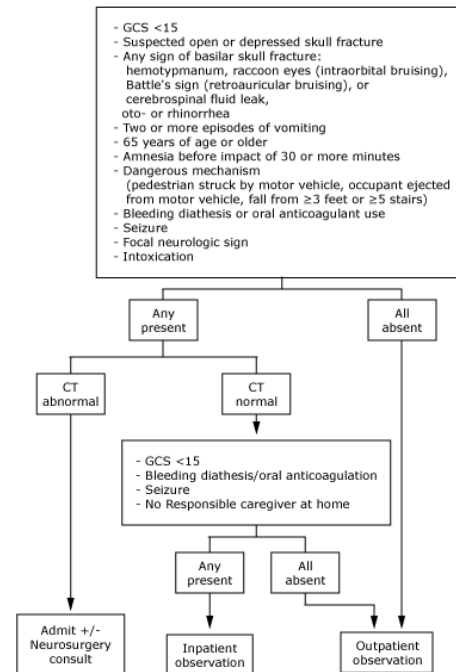 - GCS <15
- Suspected open or depressed skull fracture
- Any sign of basilar skull fracture:
hemotypmanum, raccoon eyes (intraorbital bruising),
Battle's sign (retroauricular bruising), or
cerebrospinal fluid leak,
oto- or rhinorrhea
- Two or more episodes of vomiting
- 65 years of age or older
- Amnesia before impact of 30 or more minutes
- Dangerous mechanism
(pedestrian struck by motor vehicle, occupant ejected
from motor vehicle, fall from ≥3 feet or ≥5 stairs)
- Bleeding diathesis or oral anticoagulant use
- Seizure
- Focal neurologic sign
- Intoxication
Any
present
All
absent
CT
abnormal
CT
normal
- GCS <15
- Bleeding diathesis/oral anticoagulation
- Seizure
- No Responsible caregiver at home
Any
present
All
absent
Admit +/-
Neurosurgery
consult
Inpatient
observation
Outpatient
observation